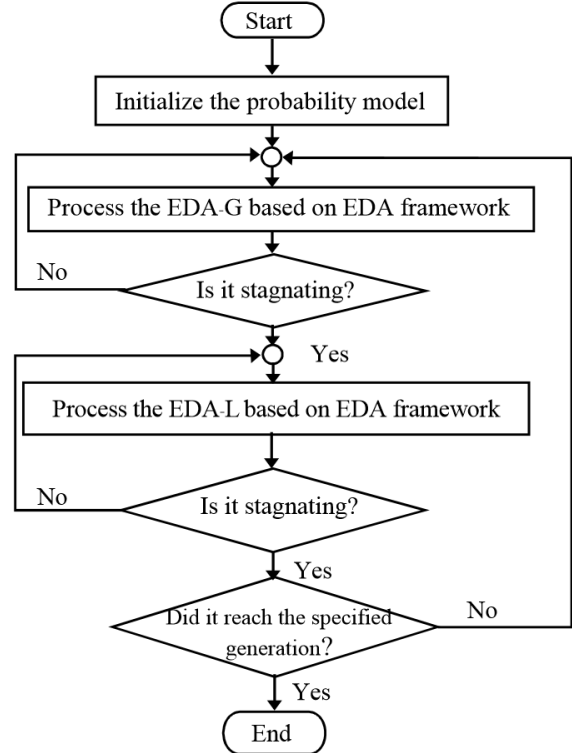 Start
Initialize the probability model
Process the EDA-G based on EDA framework
No
Is it stagnating?
Yes
Process the EDA-L based on EDA framework
No
Is it stagnating?
Yes
Did it reach the specified
generation?
No
Yes
End